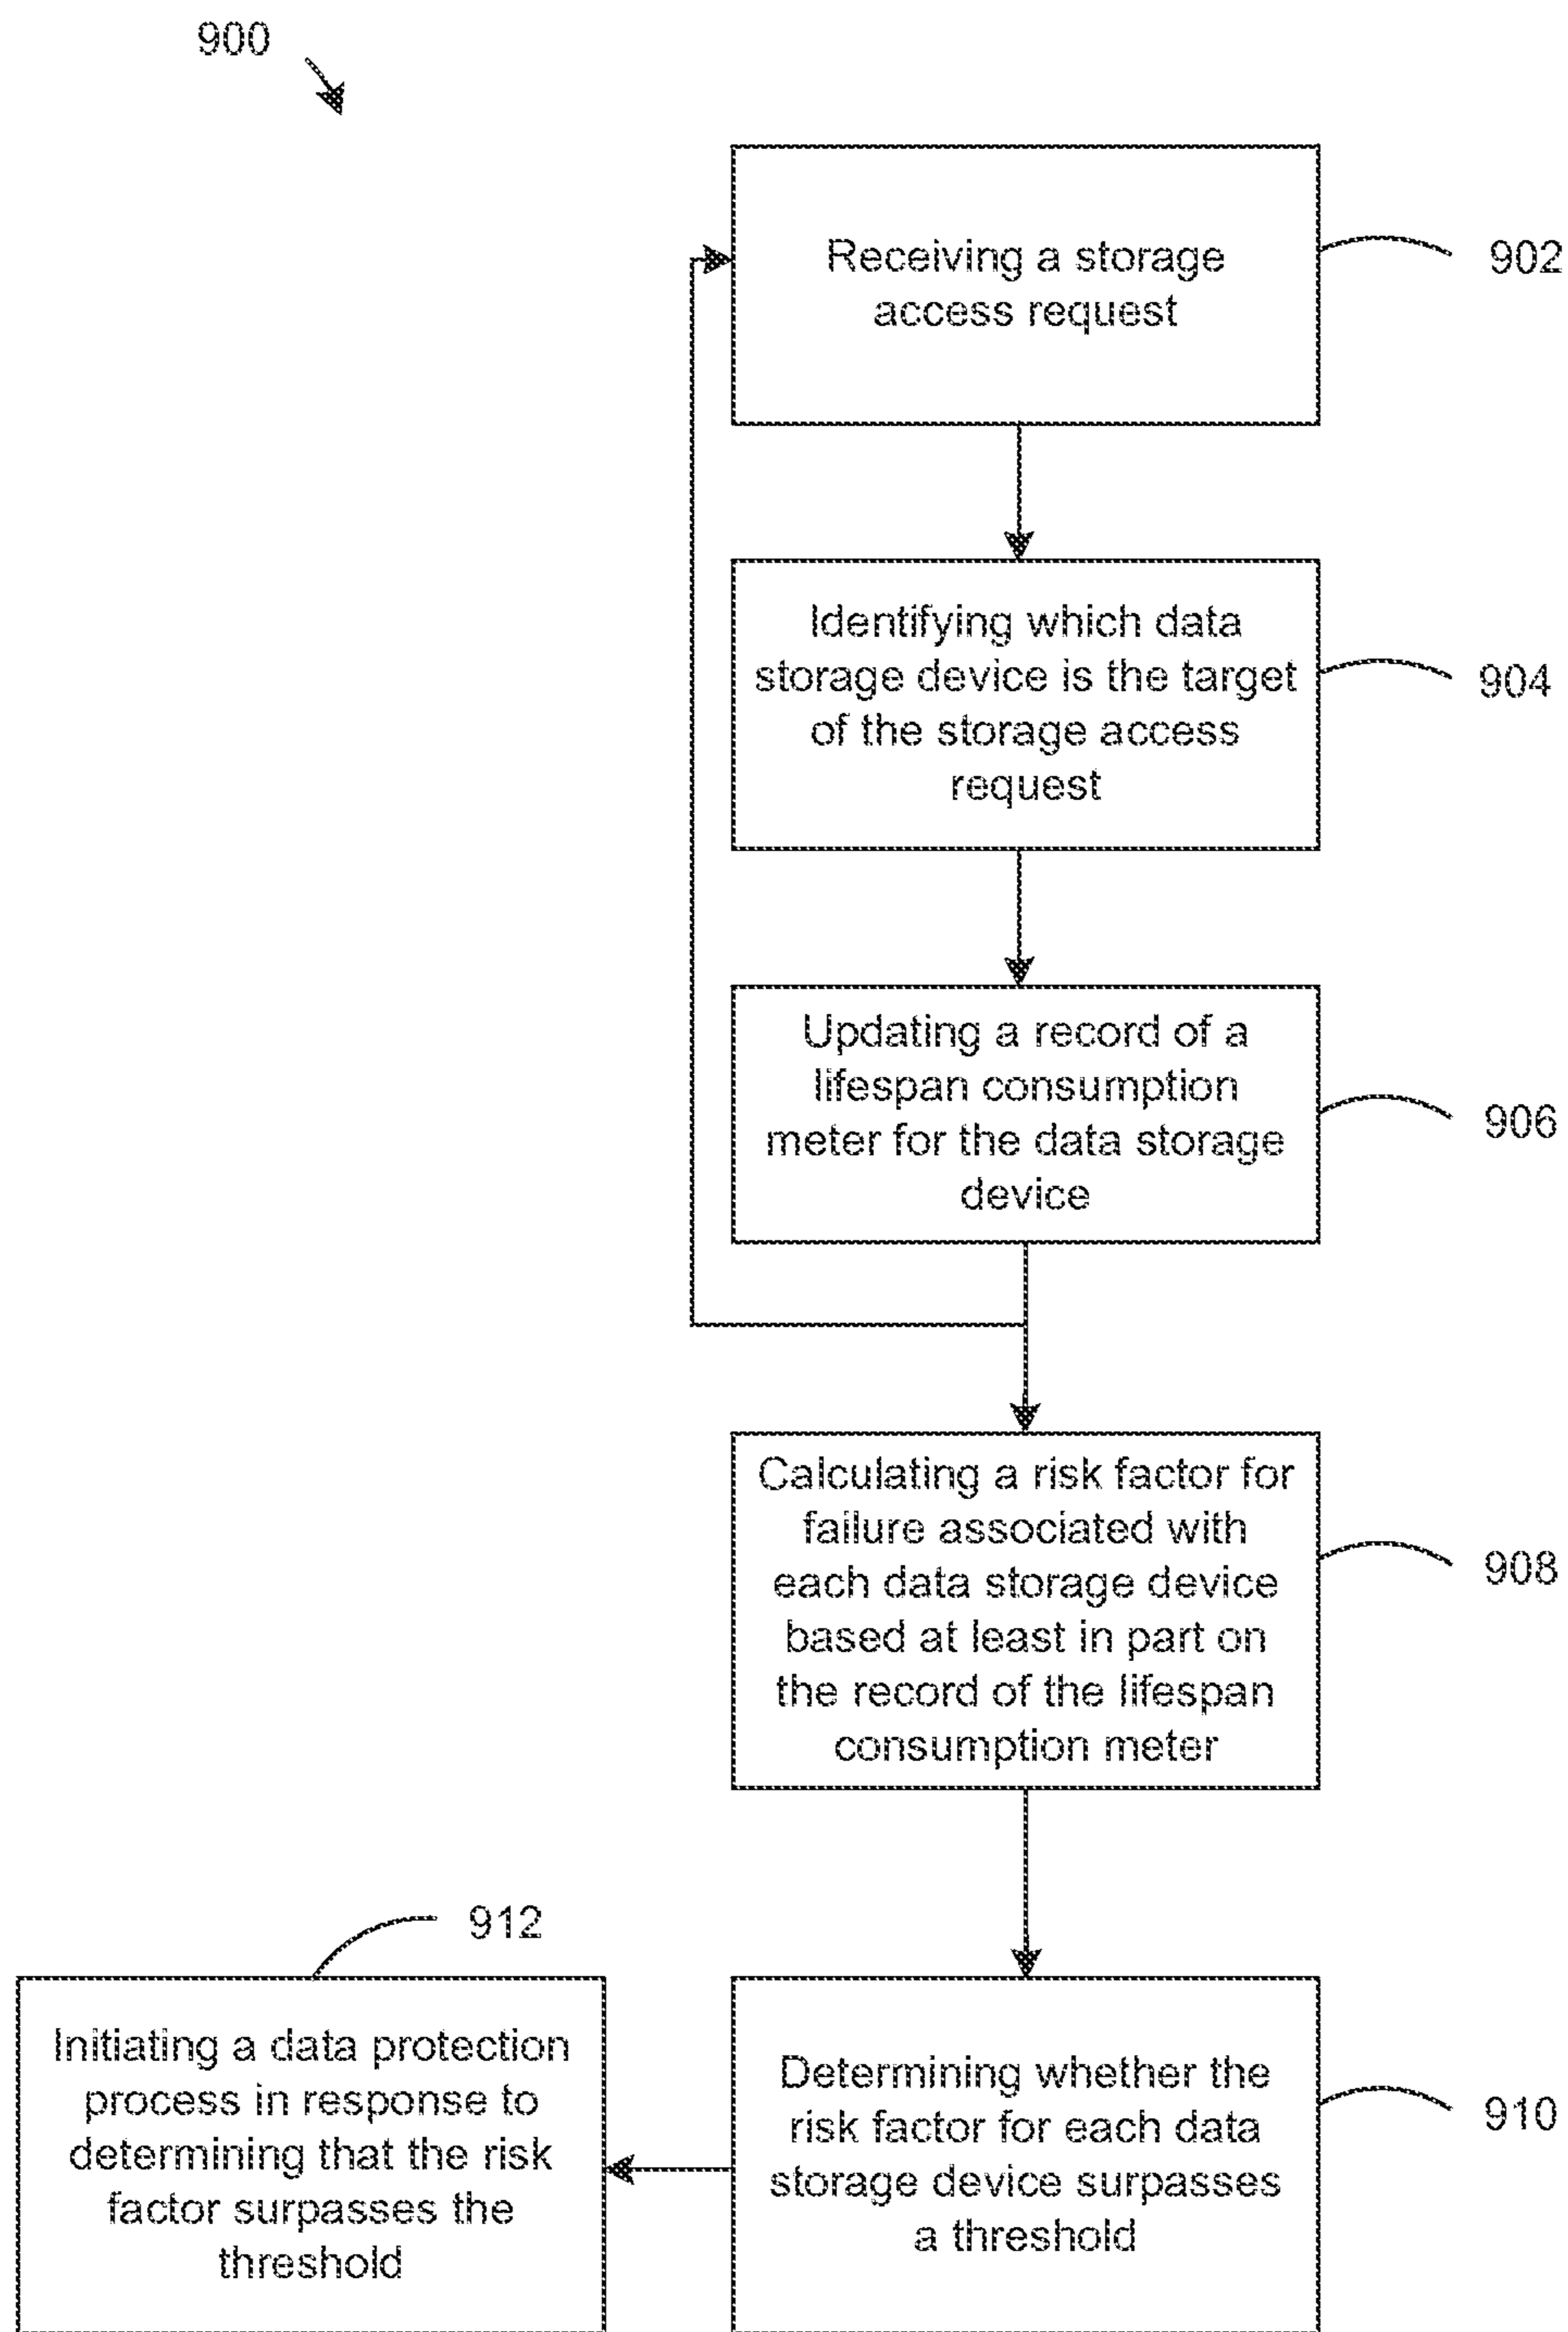 900
Receiving a storage
access request
902
Identifying which data
storage device is the target
of the storage access
request
904
Updating a record of a
lifespan consumption
meter for the data storage
device
906
Calculating a risk factor for
failure associated with
each data storage device
based at least in part on
the record of the lifespan
consumption meter
908
912
Initiating a data protection
process in response to
determining that the risk
factor surpasses the
threshold
Determining whether the
risk factor for each data
storage device surpasses
a threshold
910